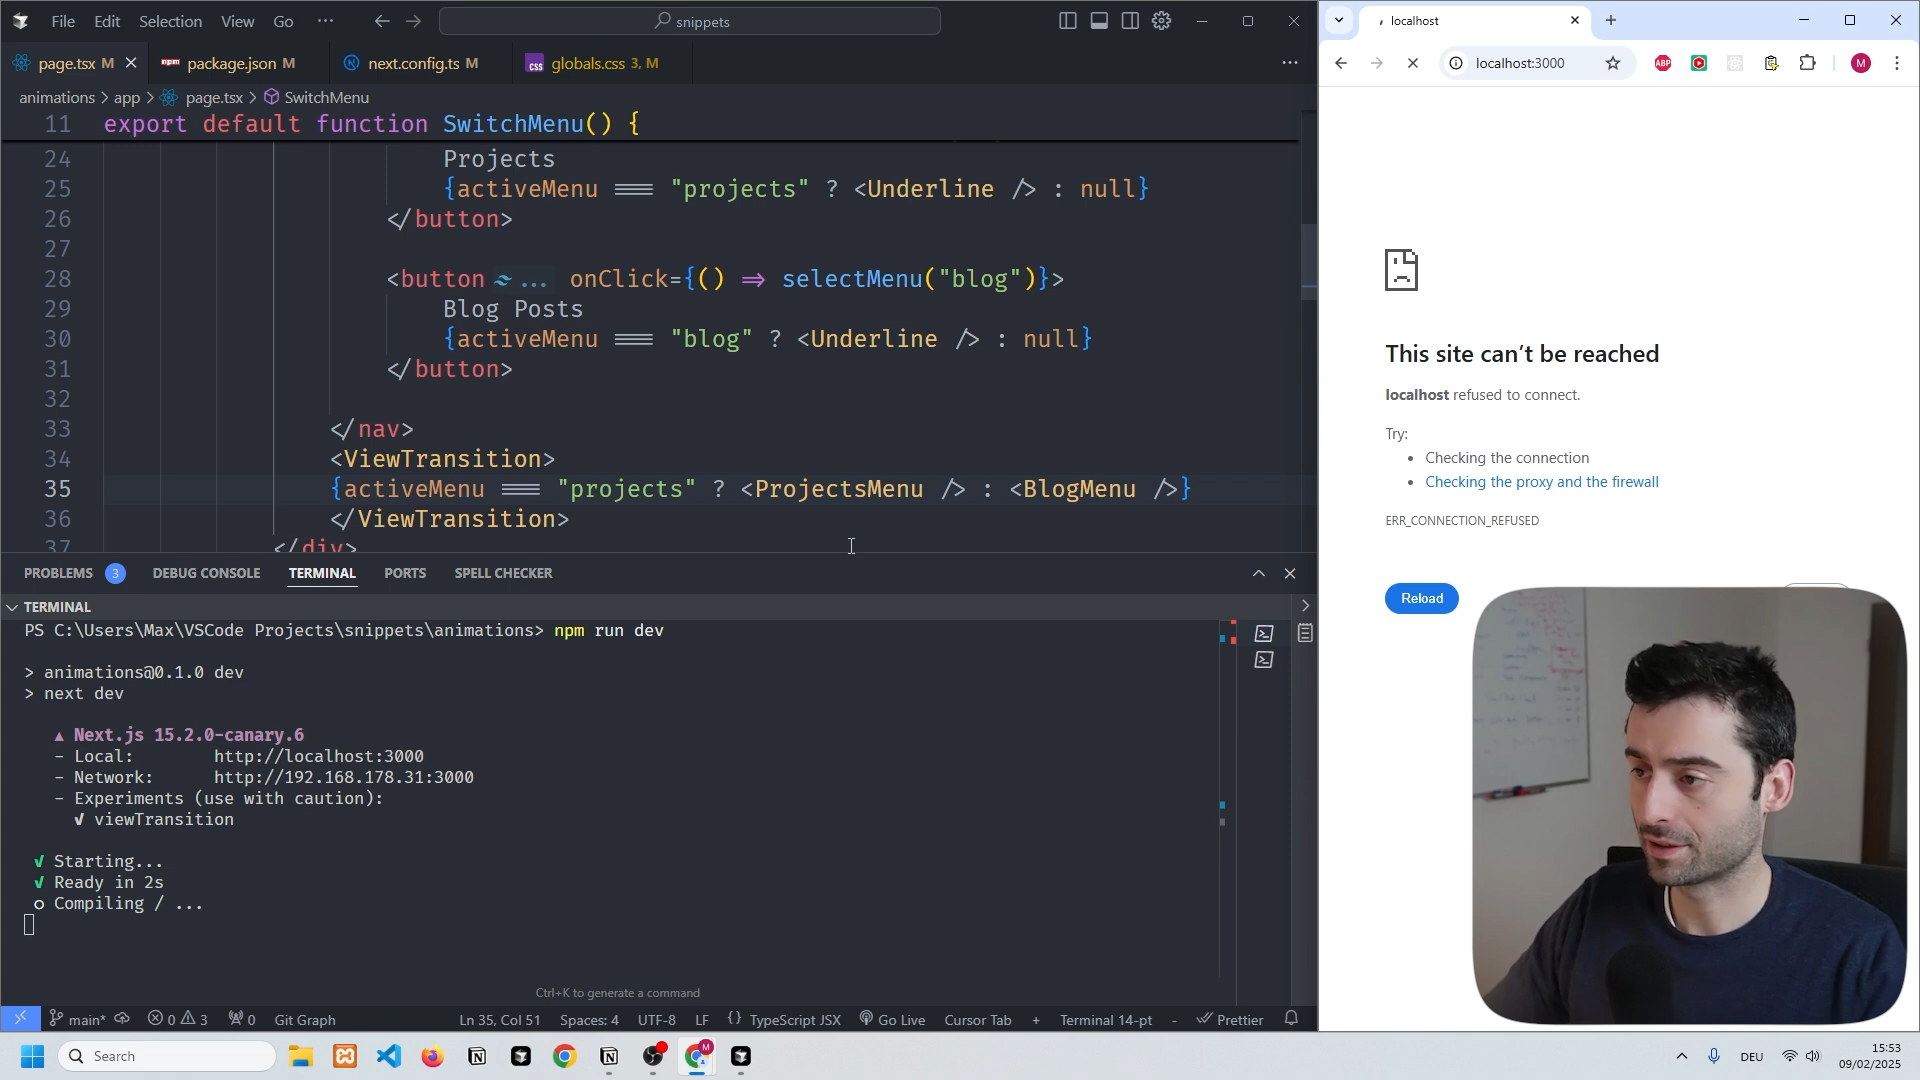 File Edit Selection View Go ···
snippets
page.tsx M
package.json M
next.config.ts M
globals.css 3, M
animations > app > page.tsx > SwitchMenu
11 export default function SwitchMenu() {
24 Projects
25 {activeMenu === "projects" ? <Underline /> : null}
26 </button>
27
28 <button ... onClick={() => selectMenu("blog")}>
29 Blog Posts
30 {activeMenu === "blog" ? <Underline /> : null}
31 </button>
32
33 </nav>
34 <ViewTransition>
35 {activeMenu === "projects" ? <ProjectsMenu /> : <BlogMenu />}
36 </ViewTransition>
37 </div>
PROBLEMS 3 DEBUG CONSOLE TERMINAL PORTS SPELL CHECKER
TERMINAL
PS C:\Users\Max\VSCode Projects\snippets\animations> npm run dev
> animations@0.1.0 dev
> next dev
▲ Next.js 15.2.0-canary.6
- Local: http://localhost:3000
- Network: http://192.168.178.31:3000
- Experiments (use with caution):
✓ viewTransition
✓ Starting...
✓ Ready in 2s
○ Compiling / ...
Ctrl+K to generate a command
main* 0 3 0 Git Graph Ln 35, Col 51 Spaces: 4 UTF-8 LF {} TypeScript JSX Go Live Cursor Tab + Terminal 14-pt - Prettier
localhost
localhost:3000
ABP
M
This site can’t be reached
localhost refused to connect.
Try:
• Checking the connection
• Checking the proxy and the firewall
ERR_CONNECTION_REFUSED
Reload
Search
M
DEU
15:53
09/02/2025